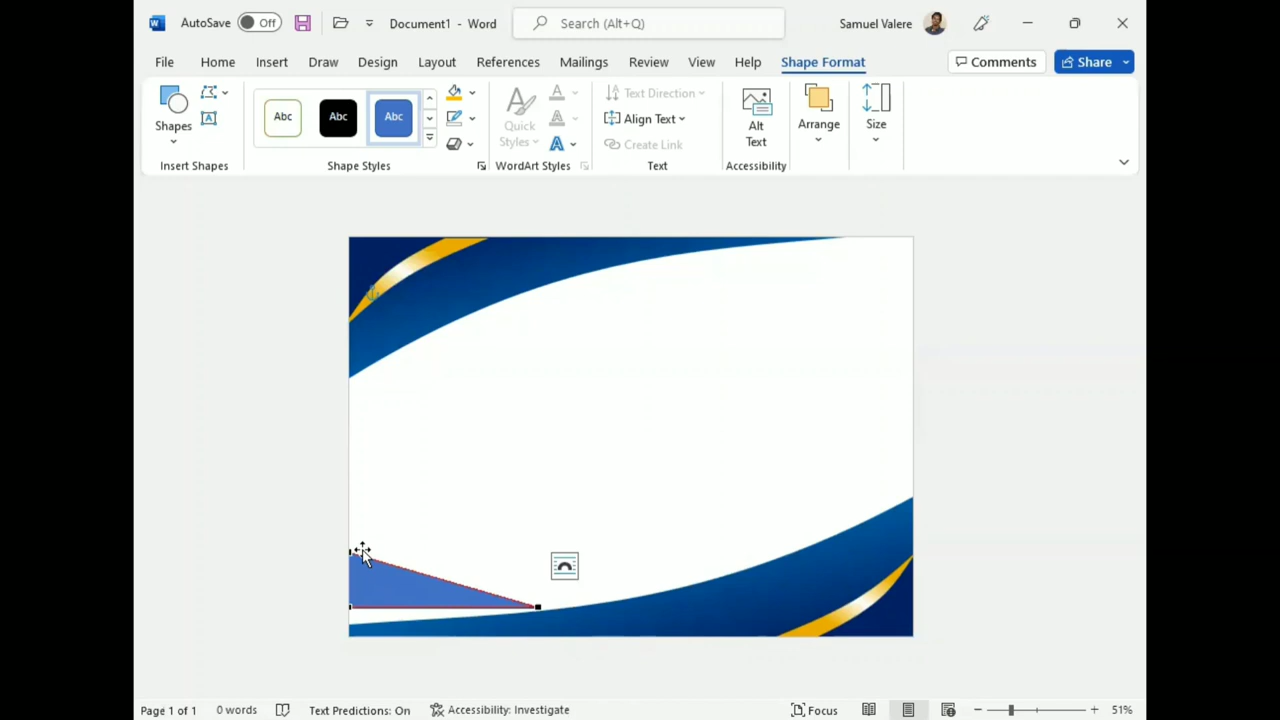 AutoSave Off Document1 - Word Search (Alt+Q) Samuel Valere
File Home Insert Draw Design Layout References Mailings Review View Help Shape Format Comments Share
Shapes
Abc Abc Abc
Quick
Styles
Text Direction
Align Text
Create Link
Alt
Text
Arrange
Size
Insert Shapes Shape Styles WordArt Styles Text Accessibility
Page 1 of 1 0 words Text Predictions: On Accessibility: Investigate Focus 51%